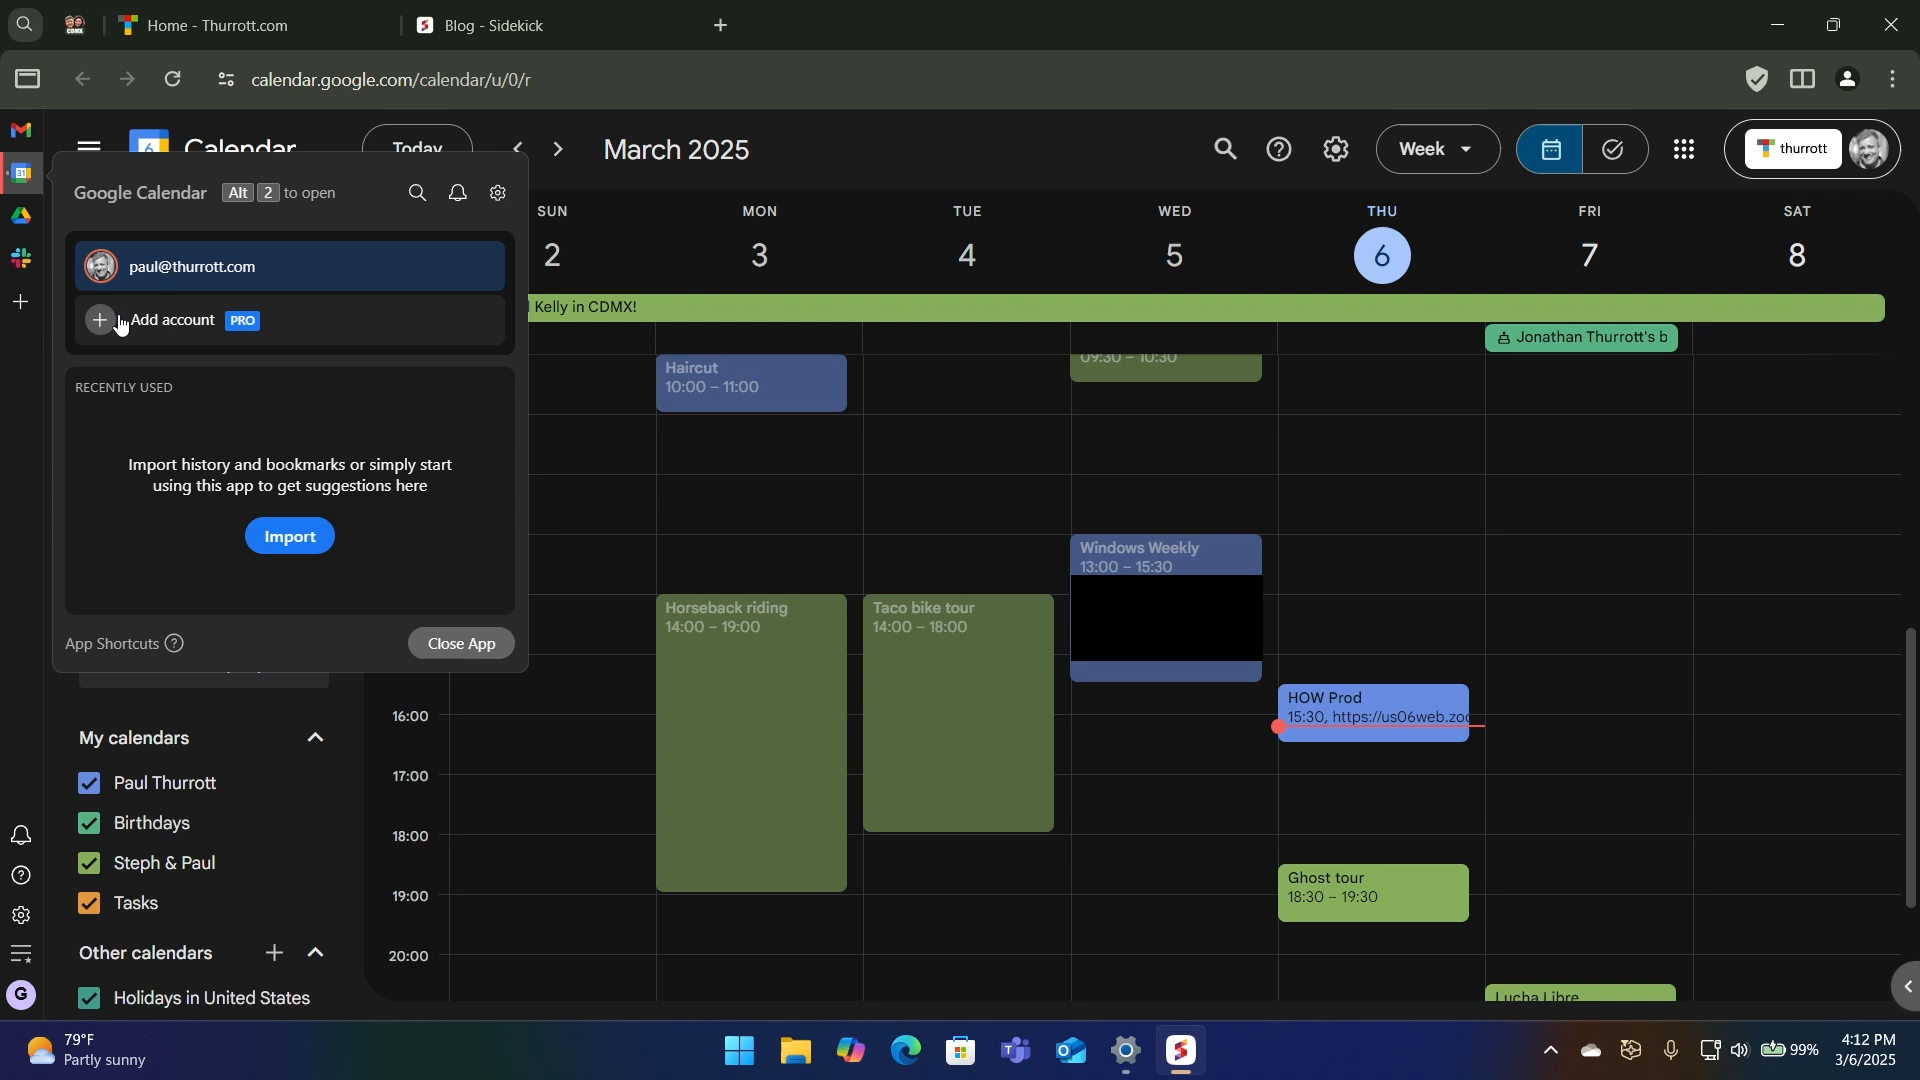 Home - Thurrott.com
Blog - Sidekick
calendar.google.com/calendar/u/0/r
Calendar
Today
March 2025
Week
thurrott
Google Calendar Alt 2 to open
paul@thurrott.com
Add account PRO
RECENTLY USED
Import history and bookmarks or simply start
using this app to get suggestions here
Import
App Shortcuts
Close App
SUN MON TUE WED THU FRI SAT
2 3 4 5 6 7 8
Kelly in CDMX!
Jonathan Thurrott's b
09:30 – 10:30
Haircut
10:00 – 11:00
Windows Weekly
13:00 – 15:30
Horseback riding
14:00 – 19:00
Taco bike tour
14:00 – 18:00
HOW Prod
15:30, https://us06web.zoo
Ghost tour
18:30 – 19:30
Lucha Libre
16:00
17:00
18:00
19:00
20:00
My calendars
Paul Thurrott
Birthdays
Steph & Paul
Tasks
Other calendars
Holidays in United States
G
79°F
Partly sunny
99%
4:12 PM
3/6/2025